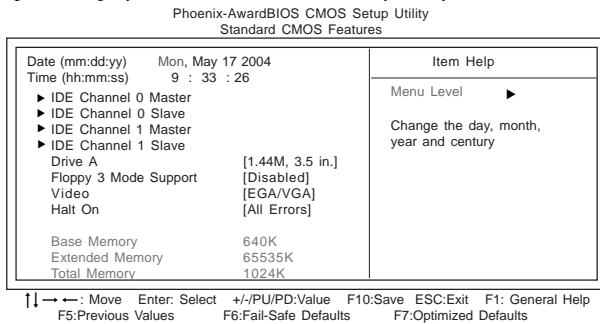 Phoenix-AwardBIOS CMOS Setup Utility
Standard CMOS Features
Date (mm:dd:yy) Mon, May 17 2004
Time (hh:mm:ss) 9 : 33 : 26
► IDE Channel 0 Master
► IDE Channel 0 Slave
► IDE Channel 1 Master
► IDE Channel 1 Slave
Drive A [1.44M, 3.5 in.]
Floppy 3 Mode Support [Disabled]
Video [EGA/VGA]
Halt On [All Errors]
Base Memory 640K
Extended Memory 65535K
Total Memory 1024K
Item Help
Menu Level ►
Change the day, month,
year and century
↑↓→←: Move Enter: Select +/-/PU/PD:Value F10:Save ESC:Exit F1: General Help
F5:Previous Values F6:Fail-Safe Defaults F7:Optimized Defaults